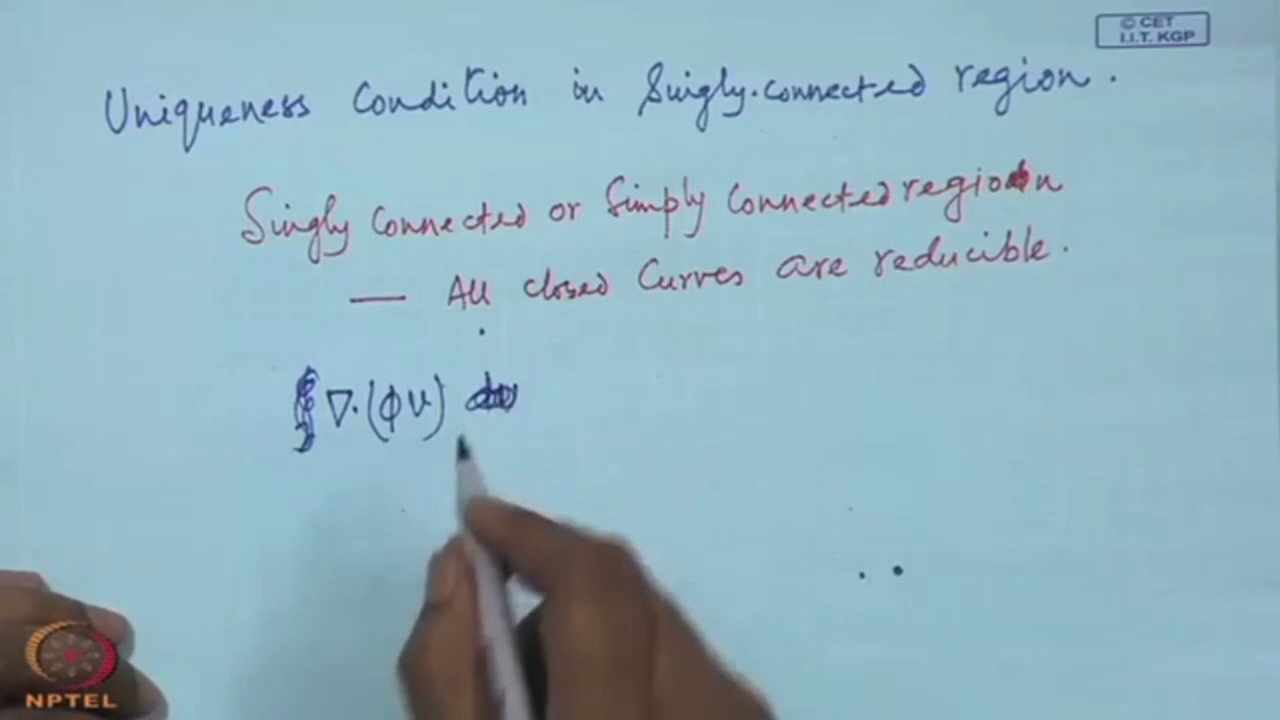 © CET
I.I.T. KGP
Uniqueness Condition in Singly-connected region.
Singly connected or Simply connected region
— All closed Curves are reducible.
∇·(φu)
NPTEL